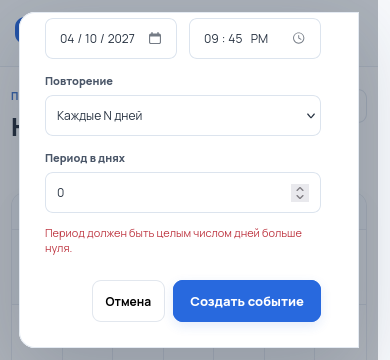 04 / 10 / 2027
09 : 45 PM
Повторение
Каждые N дней
Период в днях
0
Период должен быть целым числом дней больше
нуля.
Отмена
Создать событие